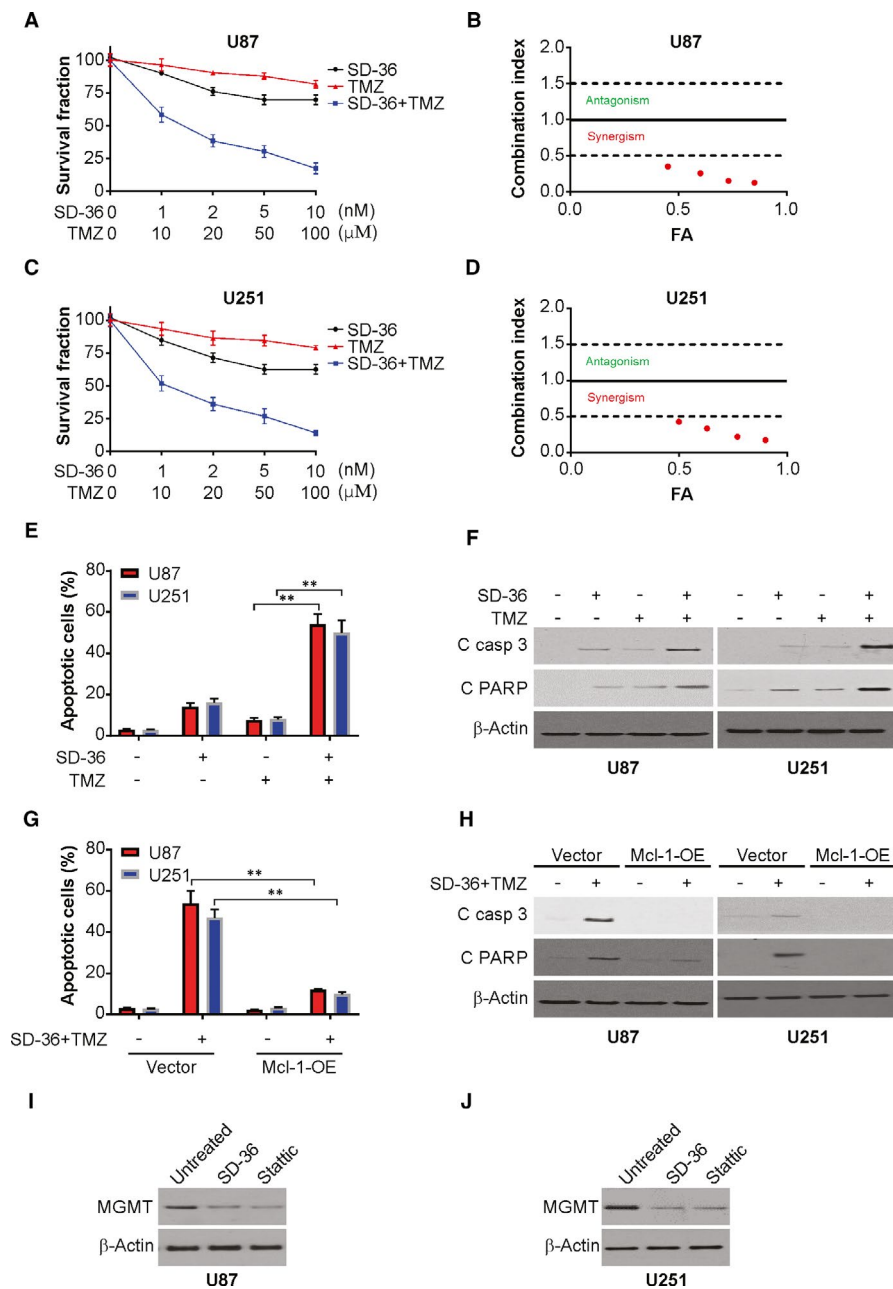 A
U87
Survival fraction
100
75
50
25
0
SD-36
TMZ
SD-36+TMZ
SD-36 0 1 2 5 10 (nM)
TMZ 0 10 20 50 100 (μM)
B
U87
Combination index
2.0
1.5
1.0
0.5
0.0
Antagonism
Synergism
0.0 0.5 1.0
FA
C
U251
Survival fraction
100
75
50
25
0
SD-36
TMZ
SD-36+TMZ
SD-36 0 1 2 5 10 (nM)
TMZ 0 10 20 50 100 (μM)
D
U251
Combination index
2.0
1.5
1.0
0.5
0.0
Antagonism
Synergism
0.0 0.5 1.0
FA
E
Apoptotic cells (%)
80
60
40
20
0
U87
U251
**
**
SD-36 - + - +
TMZ - - + +
F
SD-36 - + - + - + - +
TMZ - - + + - - + +
C casp 3
C PARP
β-Actin
U87 U251
G
Apoptotic cells (%)
80
60
40
20
0
U87
U251
**
**
SD-36+TMZ - + - +
Vector Mcl-1-OE
H
Vector Mcl-1-OE Vector Mcl-1-OE
SD-36+TMZ - + - + - + - +
C casp 3
C PARP
β-Actin
U87 U251
I
Untreated SD-36 Stattic
MGMT
β-Actin
U87
J
Untreated SD-36 Stattic
MGMT
β-Actin
U251